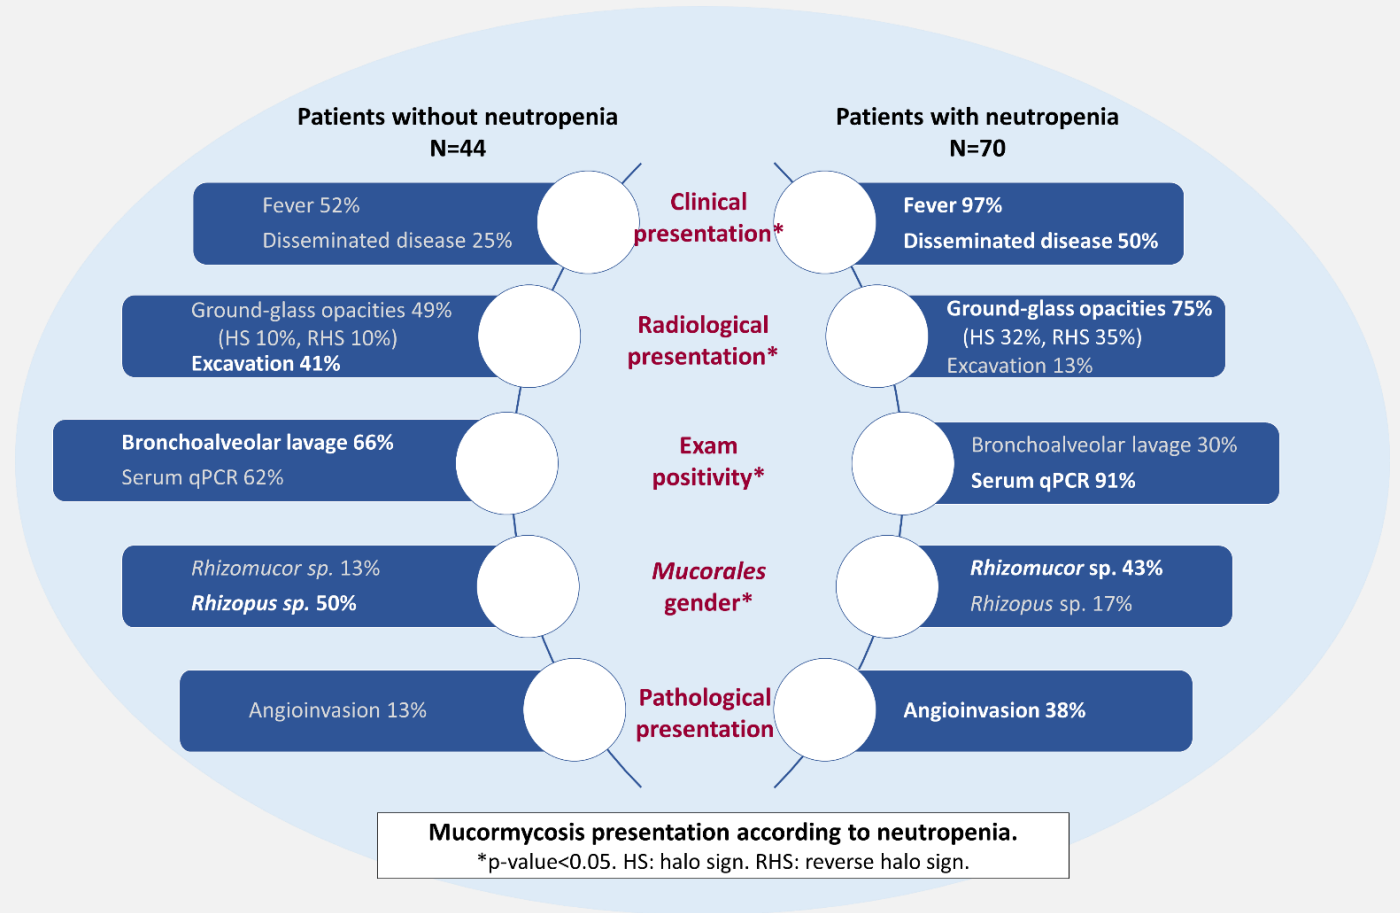 Patients without neutropenia
N=44
Patients with neutropenia
N=70
Clinical
presentation*
Fever 52%
Disseminated disease 25%
Fever 97%
Disseminated disease 50%
Radiological
presentation*
Ground-glass opacities 49%
(HS 10%, RHS 10%)
Excavation 41%
Ground-glass opacities 75%
(HS 32%, RHS 35%)
Excavation 13%
Exam
positivity*
Bronchoalveolar lavage 66%
Serum qPCR 62%
Bronchoalveolar lavage 30%
Serum qPCR 91%
Mucorales
gender*
Rhizomucor sp. 13%
Rhizopus sp. 50%
Rhizomucor sp. 43%
Rhizopus sp. 17%
Pathological
presentation
Angioinvasion 13%
Angioinvasion 38%
Mucormycosis presentation according to neutropenia.
*p-value<0.05. HS: halo sign. RHS: reverse halo sign.